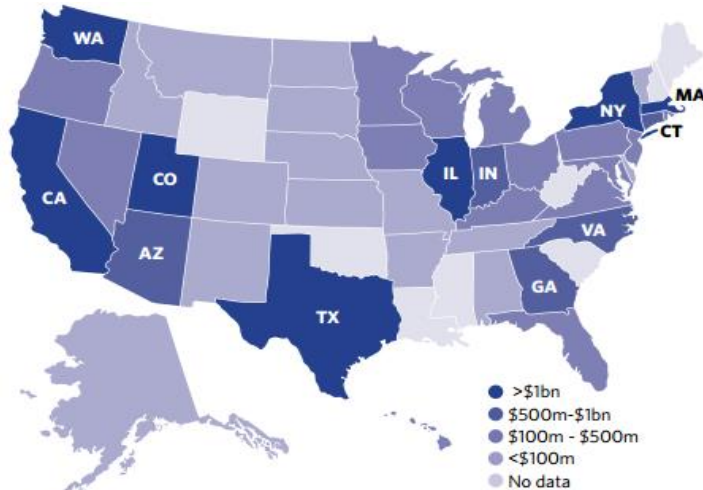 WA
MA
NY
CT
IL
IN
CO
CA
VA
AZ
GA
TX
>$1bn
$500m-$1bn
$100m - $500m
<$100m
No data